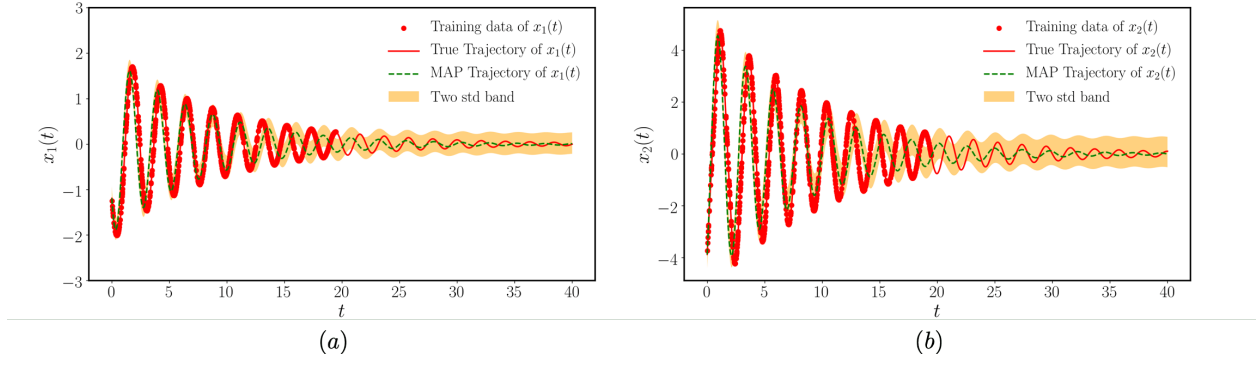 3
2
1
0
−1
−2
−3
x₁(t)
0 5 10 15 20 25 30 35 40
t
Training data of x₁(t)
True Trajectory of x₁(t)
MAP Trajectory of x₁(t)
Two std band
(a)
4
2
0
−2
−4
x₂(t)
0 5 10 15 20 25 30 35 40
t
Training data of x₂(t)
True Trajectory of x₂(t)
MAP Trajectory of x₂(t)
Two std band
(b)